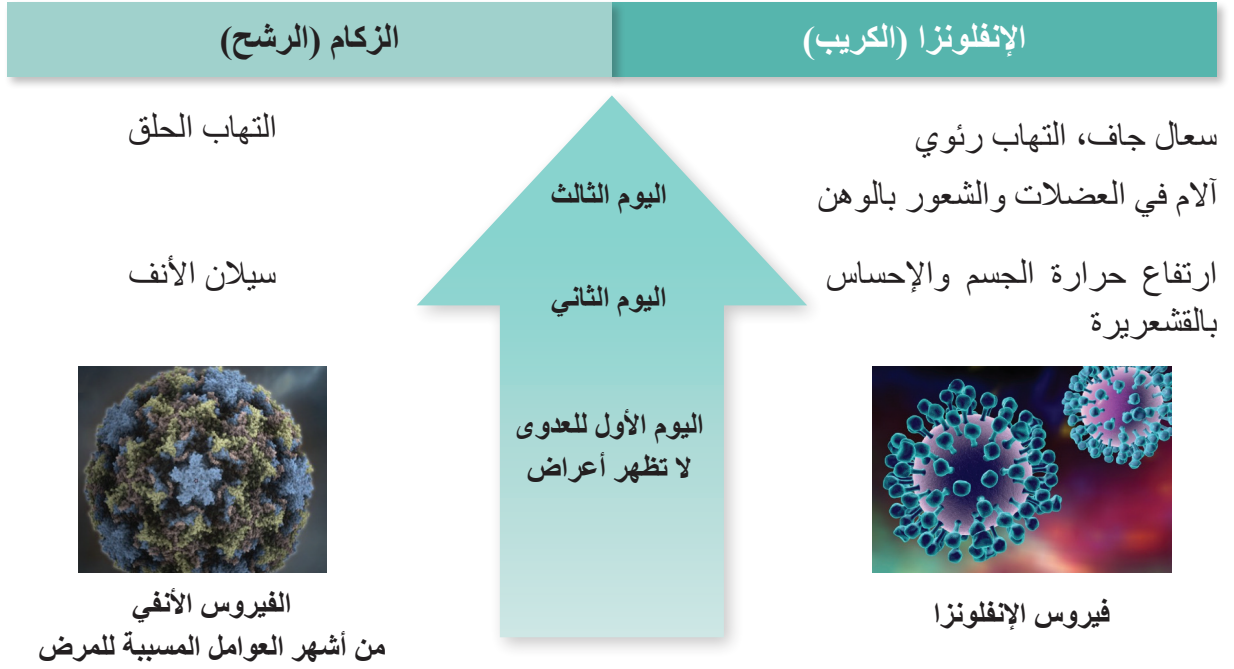 الإنفلونزا (الكريب)
الزكام (الرشح)
سعال جاف، التهاب رئوي
آلام في العضلات والشعور بالوهن
ارتفاع حرارة الجسم والإحساس
بالقشعريرة
فيروس الإنفلونزا
اليوم الثالث
اليوم الثاني
اليوم الأول للعدوى
لا تظهر أعراض
التهاب الحلق
سيلان الأنف
الفيروس الأنفي
من أشهر العوامل المسببة للمرض